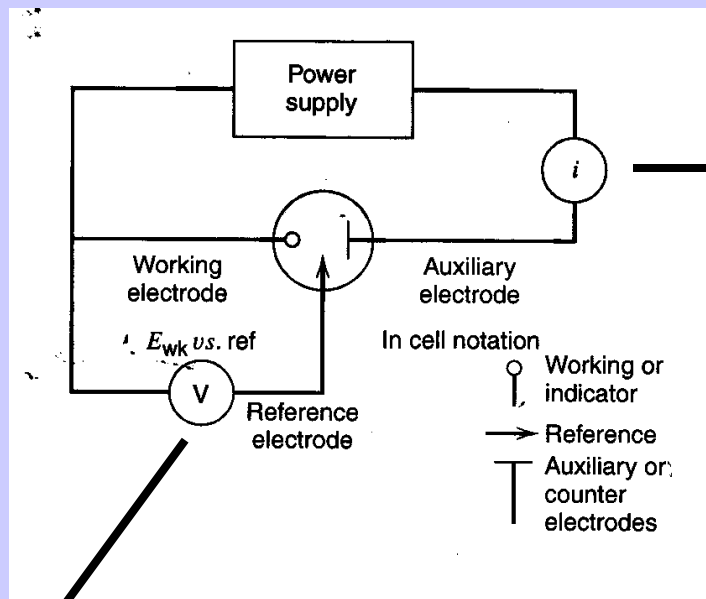 Power
supply
i
Working
electrode
Auxiliary
electrode
E_wk vs. ref
V
Reference
electrode
In cell notation
Working or
indicator
Reference
Auxiliary or
counter
electrodes